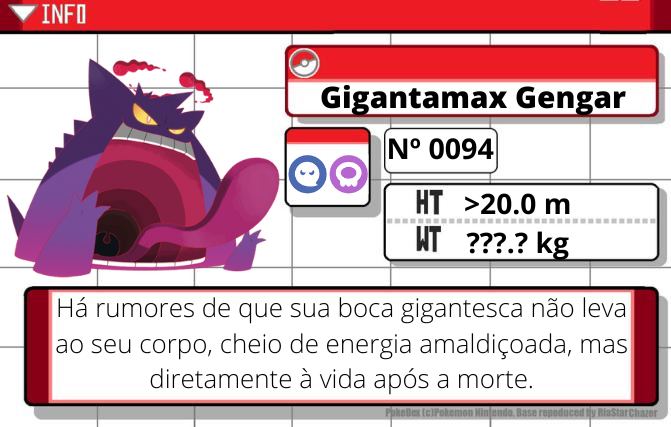 INFO
Gigantamax Gengar
Nº 0094
HT >20.0 m
WT ???.? kg
Há rumores de que sua boca gigantesca não leva
ao seu corpo, cheio de energia amaldiçoada, mas
diretamente à vida após a morte.
PokeDex (c)Pokemon Nintendo. Base repoduced by RiaStarChazer